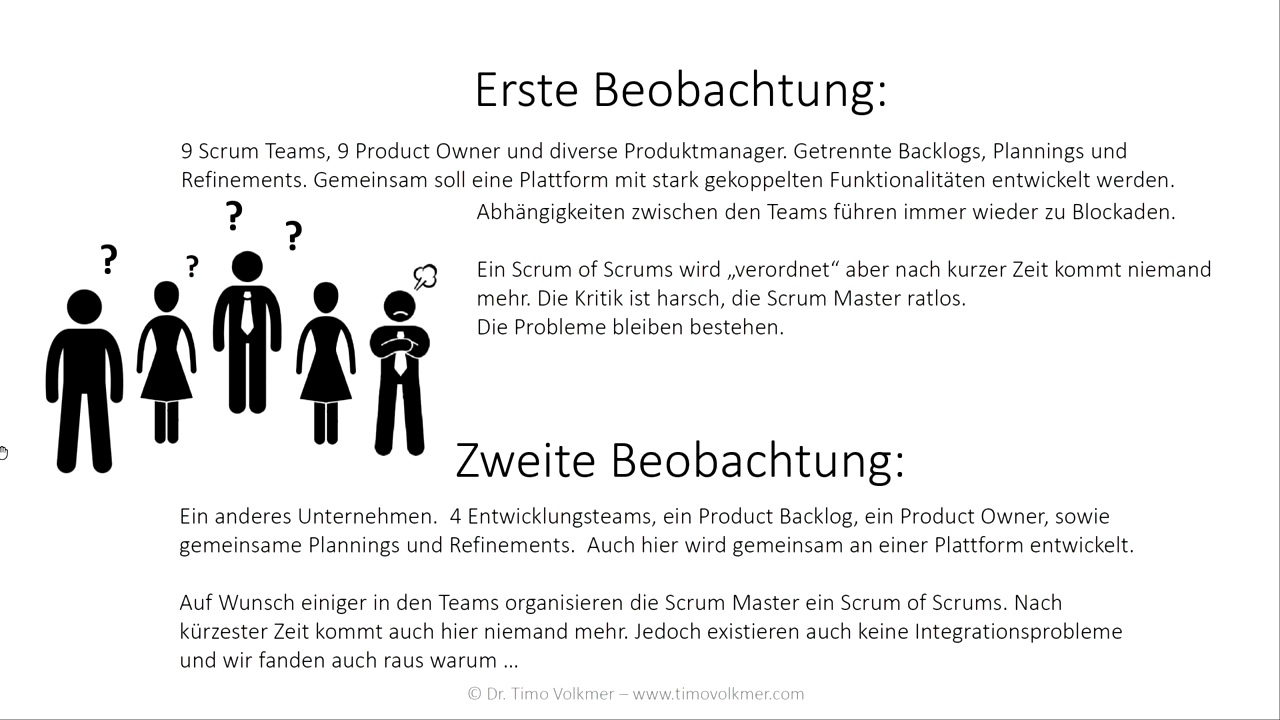 Erste Beobachtung:
9 Scrum Teams, 9 Product Owner und diverse Produktmanager. Getrennte Backlogs, Plannings und
Refinements. Gemeinsam soll eine Plattform mit stark gekoppelten Funktionalitäten entwickelt werden.
Abhängigkeiten zwischen den Teams führen immer wieder zu Blockaden.
? ? ? ?
Ein Scrum of Scrums wird „verordnet“ aber nach kurzer Zeit kommt niemand
mehr. Die Kritik ist harsch, die Scrum Master ratlos.
Die Probleme bleiben bestehen.
Zweite Beobachtung:
Ein anderes Unternehmen.  4 Entwicklungsteams, ein Product Backlog, ein Product Owner, sowie
gemeinsame Plannings und Refinements.  Auch hier wird gemeinsam an einer Plattform entwickelt.
Auf Wunsch einiger in den Teams organisieren die Scrum Master ein Scrum of Scrums. Nach
kürzester Zeit kommt auch hier niemand mehr. Jedoch existieren auch keine Integrationsprobleme
und wir fanden auch raus warum ...
© Dr. Timo Volkmer – www.timovolkmer.com